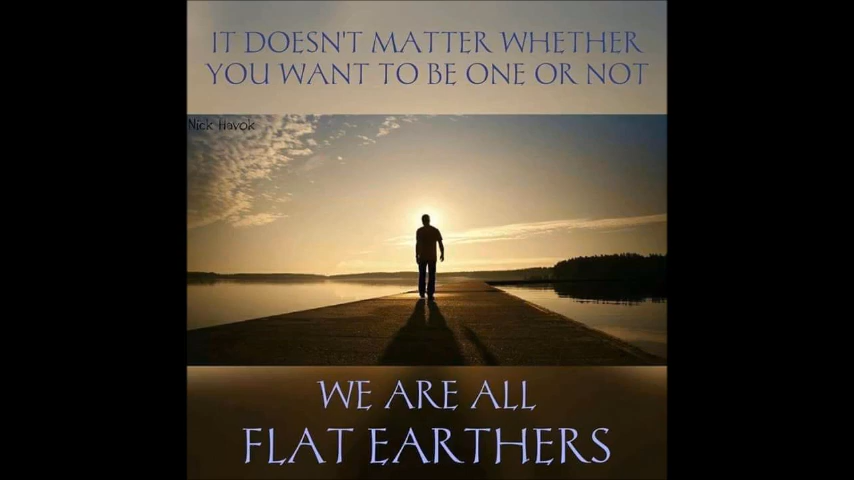 IT DOESN'T MATTER WHETHER
YOU WANT TO BE ONE OR NOT
Nick Havok
WE ARE ALL
FLAT EARTHERS